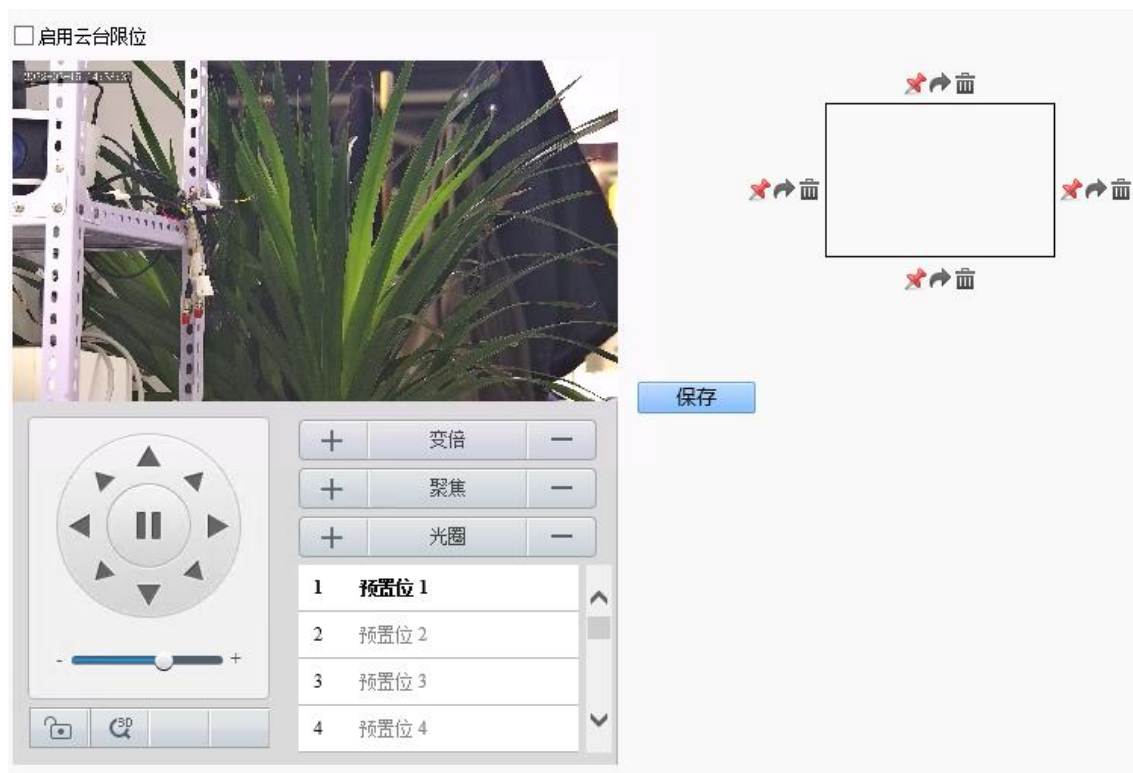 启用云台限位
保存
+ 变倍 —
+ 聚焦 —
+ 光圈 —
1 预置位 1
2 预置位 2
3 预置位 3
4 预置位 4
- +
3D